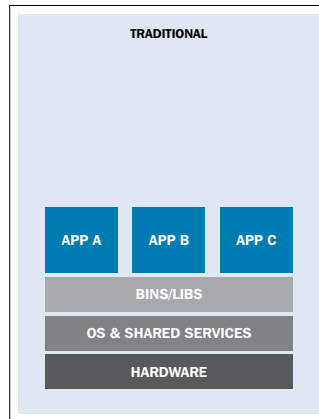 TRADITIONAL
APP A APP B APP C
BINS/LIBS
OS & SHARED SERVICES
HARDWARE